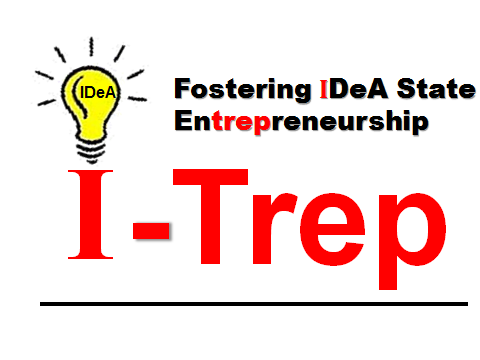 IDeA
Fostering IDeA State
Entrepreneurship
I-Trep